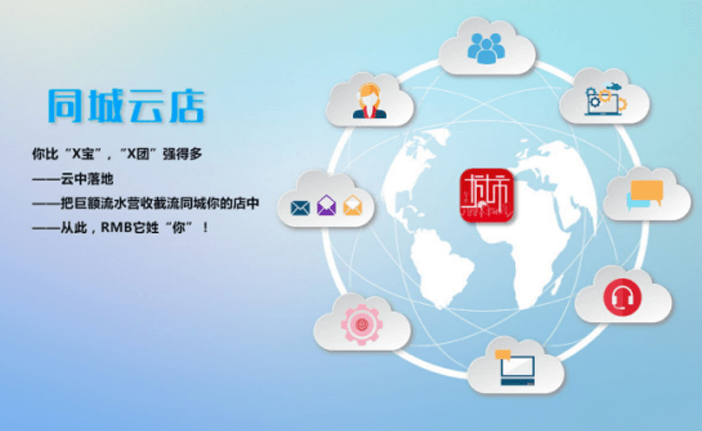 同城云店
你比“X宝”，“X团”强得多
——云中落地
——把巨额流水营收截流同城你的店中
——从此，RMB它姓“你”！
城市
@